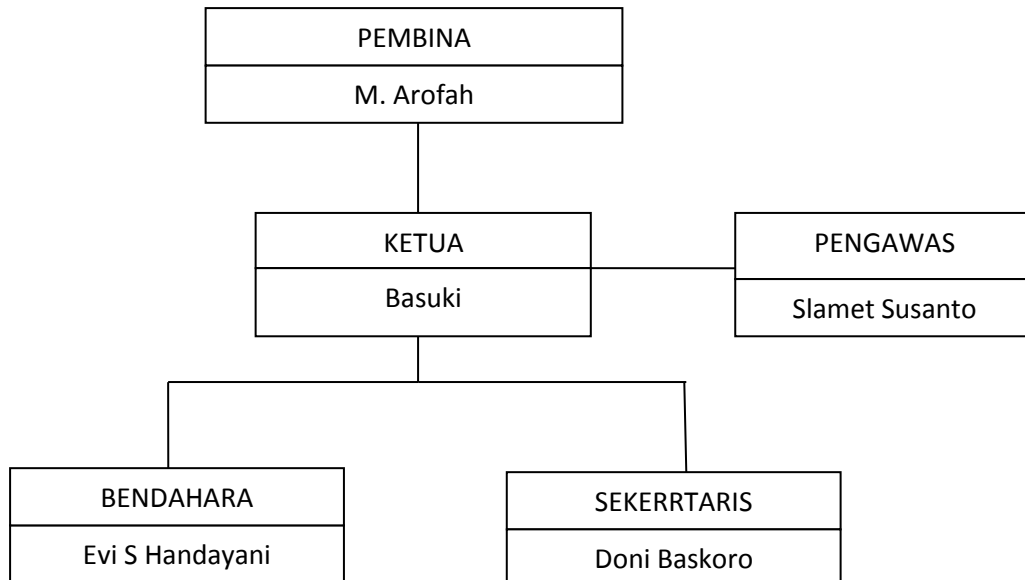 PEMBINA
M. Arofah
KETUA
Basuki
PENGAWAS
Slamet Susanto
BENDAHARA
Evi S Handayani
SEKERRTARIS
Doni Baskoro